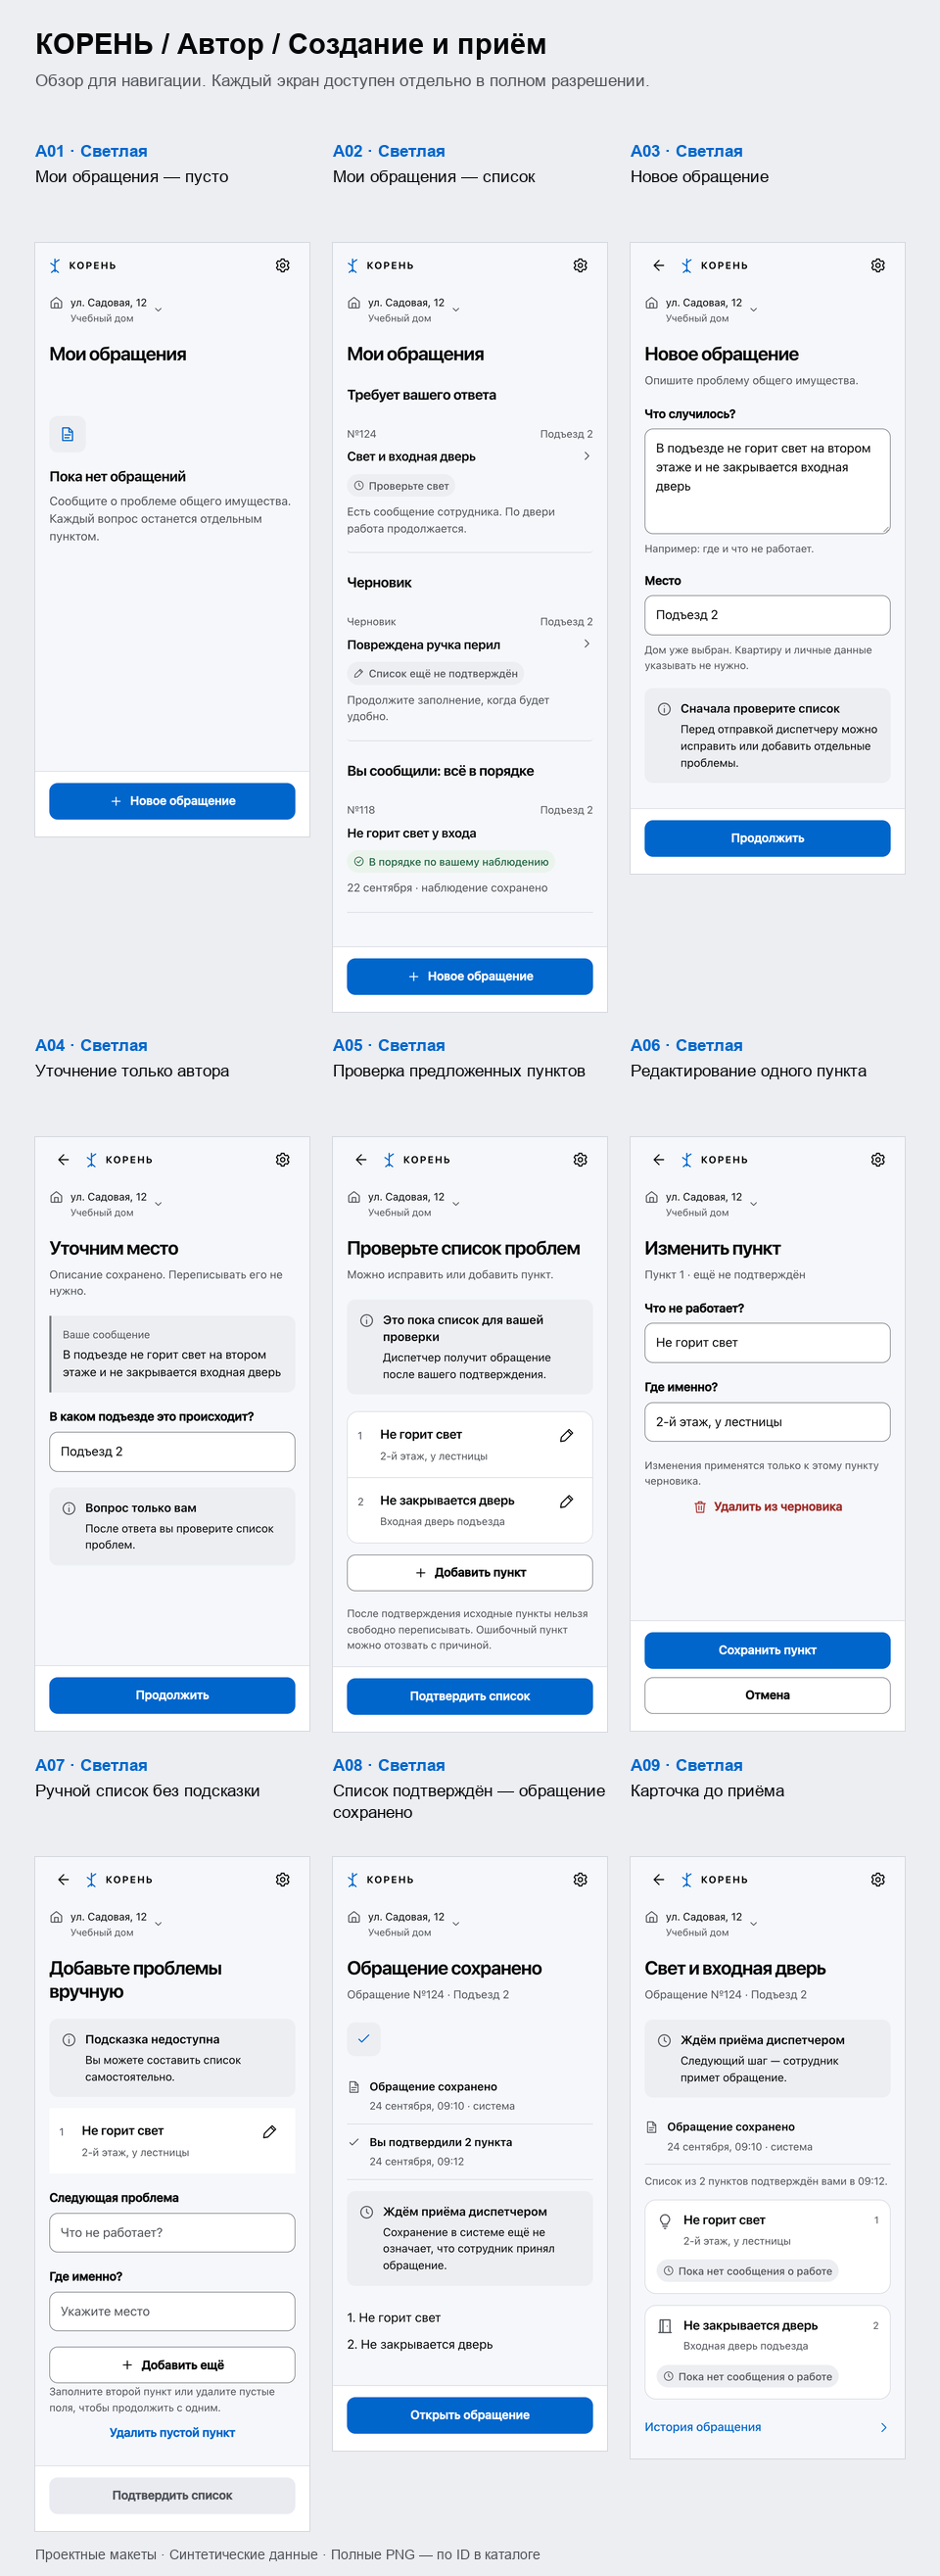 КОРЕНЬ / Автор / Создание и приём
Обзор для навигации. Каждый экран доступен отдельно в полном разрешении.
A01 · Светлая
Мои обращения — пусто
КОРЕНЬ
ул. Садовая, 12
Учебный дом
Мои обращения
Пока нет обращений
Сообщите о проблеме общего имущества.
Каждый вопрос останется отдельным
пунктом.
Новое обращение
A02 · Светлая
Мои обращения — список
КОРЕНЬ
ул. Садовая, 12
Учебный дом
Мои обращения
Требует вашего ответа
№124
Подъезд 2
Свет и входная дверь
Проверьте свет
Есть сообщение сотрудника. По двери
работа продолжается.
Черновик
Черновик
Подъезд 2
Повреждена ручка перил
Список ещё не подтверждён
Продолжите заполнение, когда будет
удобно.
Вы сообщили: всё в порядке
№118
Подъезд 2
Не горит свет у входа
В порядке по вашему наблюдению
22 сентября · наблюдение сохранено
Новое обращение
A03 · Светлая
Новое обращение
КОРЕНЬ
ул. Садовая, 12
Учебный дом
Новое обращение
Опишите проблему общего имущества.
Что случилось?
В подъезде не горит свет на втором
этаже и не закрывается входная
дверь
Например: где и что не работает.
Место
Подъезд 2
Дом уже выбран. Квартиру и личные данные
указывать не нужно.
Сначала проверите список
Перед отправкой диспетчеру можно
исправить или добавить отдельные
проблемы.
Продолжить
A04 · Светлая
Уточнение только автора
КОРЕНЬ
ул. Садовая, 12
Учебный дом
Уточним место
Описание сохранено. Переписывать его не
нужно.
Ваше сообщение
В подъезде не горит свет на втором
этаже и не закрывается входная дверь
В каком подъезде это происходит?
Подъезд 2
Вопрос только вам
После ответа вы проверите список
проблем.
Продолжить
A05 · Светлая
Проверка предложенных пунктов
КОРЕНЬ
ул. Садовая, 12
Учебный дом
Проверьте список проблем
Можно исправить или добавить пункт.
Это пока список для вашей
проверки
Диспетчер получит обращение
после вашего подтверждения.
1
Не горит свет
2-й этаж, у лестницы
2
Не закрывается дверь
Входная дверь подъезда
Добавить пункт
После подтверждения исходные пункты нельзя
свободно переписывать. Ошибочный пункт
можно отозвать с причиной.
Подтвердить список
A06 · Светлая
Редактирование одного пункта
КОРЕНЬ
ул. Садовая, 12
Учебный дом
Изменить пункт
Пункт 1 · ещё не подтверждён
Что не работает?
Не горит свет
Где именно?
2-й этаж, у лестницы
Изменения применятся только к этому пункту
черновика.
Удалить из черновика
Сохранить пункт
Отмена
A07 · Светлая
Ручной список без подсказки
КОРЕНЬ
ул. Садовая, 12
Учебный дом
Добавьте проблемы
вручную
Подсказка недоступна
Вы можете составить список
самостоятельно.
1
Не горит свет
2-й этаж, у лестницы
Следующая проблема
Что не работает?
Где именно?
Укажите место
Добавить ещё
Заполните второй пункт или удалите пустые
поля, чтобы продолжить с одним.
Удалить пустой пункт
Подтвердить список
A08 · Светлая
Список подтверждён — обращение
сохранено
КОРЕНЬ
ул. Садовая, 12
Учебный дом
Обращение сохранено
Обращение №124 · Подъезд 2
Обращение сохранено
24 сентября, 09:10 · система
Вы подтвердили 2 пункта
24 сентября, 09:12
Ждём приёма диспетчером
Сохранение в системе ещё не
означает, что сотрудник принял
обращение.
1. Не горит свет
2. Не закрывается дверь
Открыть обращение
A09 · Светлая
Карточка до приёма
КОРЕНЬ
ул. Садовая, 12
Учебный дом
Свет и входная дверь
Обращение №124 · Подъезд 2
Ждём приёма диспетчером
Следующий шаг — сотрудник
примет обращение.
Обращение сохранено
24 сентября, 09:10 · система
Список из 2 пунктов подтверждён вами в 09:12.
Не горит свет
1
2-й этаж, у лестницы
Пока нет сообщения о работе
Не закрывается дверь
2
Входная дверь подъезда
Пока нет сообщения о работе
История обращения
Проектные макеты · Синтетические данные · Полные PNG — по ID в каталоге